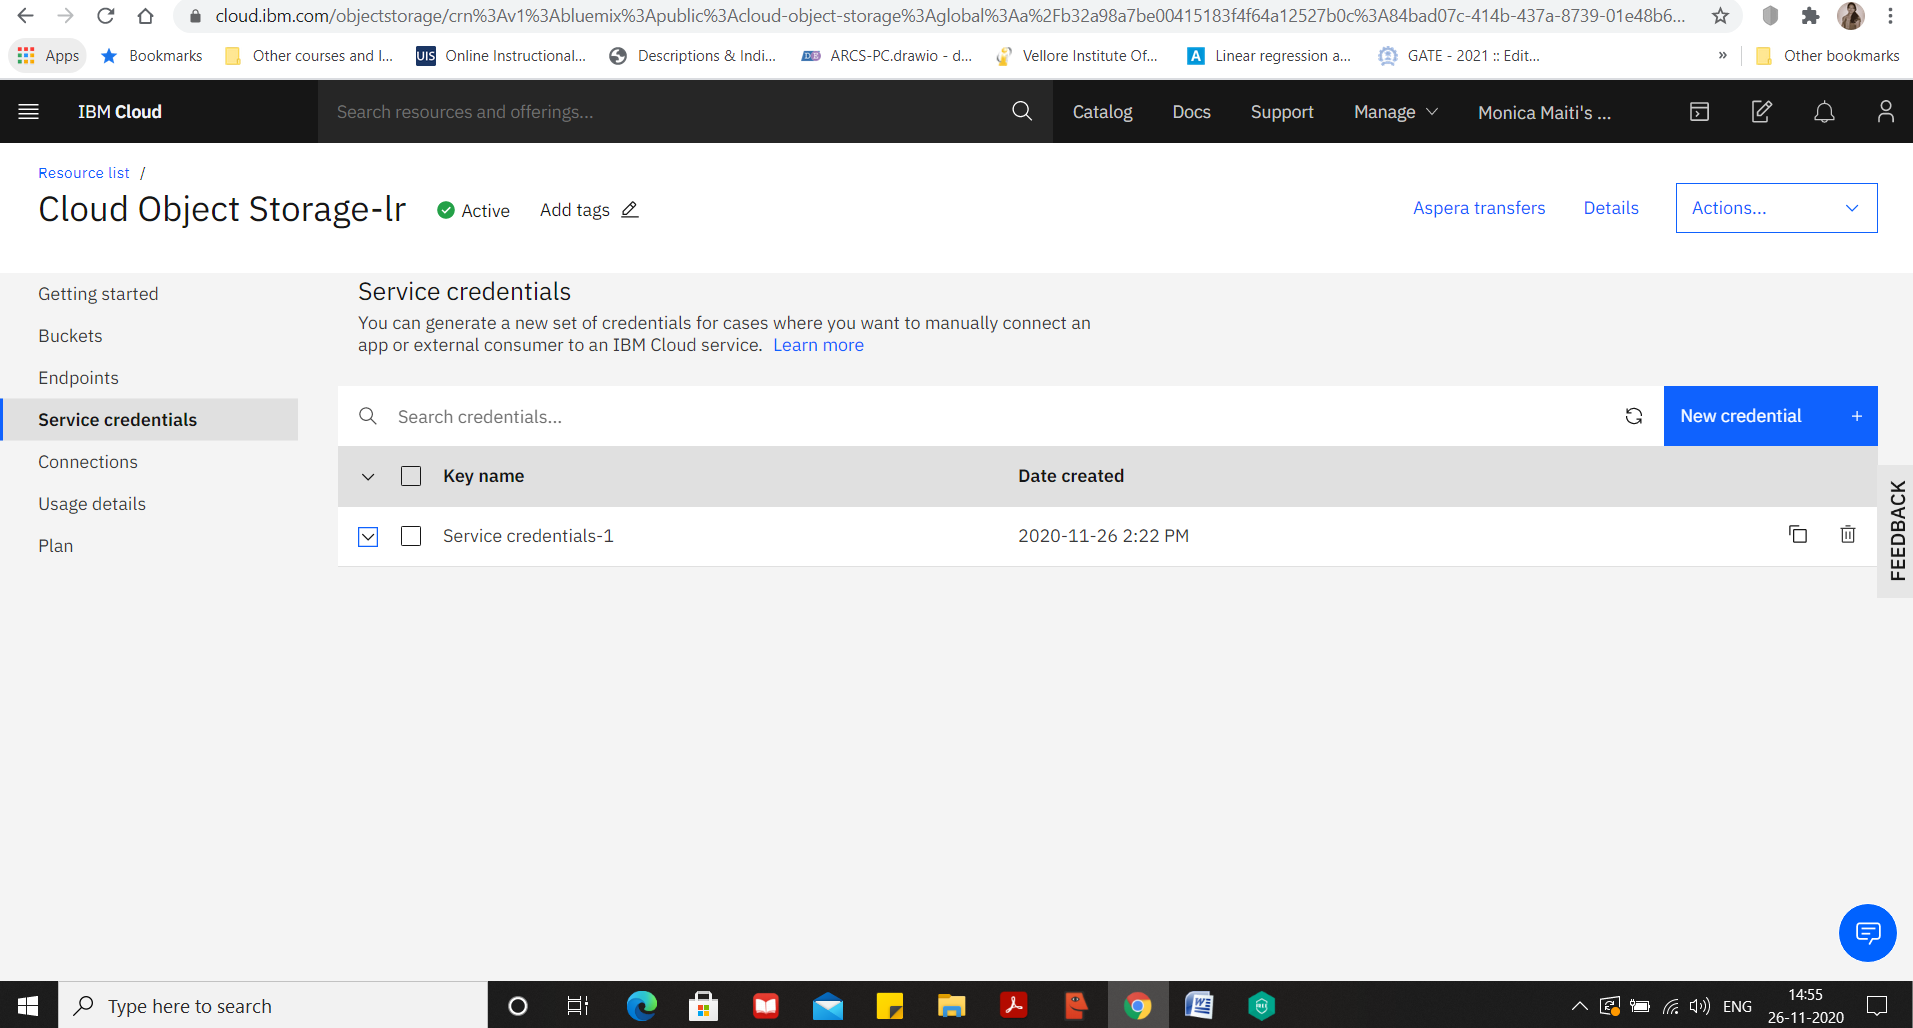 cloud.ibm.com/objectstorage/crn%3Av1%3Abluemix%3Apublic%3Acloud-object-storage%3Aglobal%3Aa%2Fb32a98a7be00415183f4f64a12527b0c%3A84bad07c-414b-437a-8739-01e48b6...
Apps Bookmarks Other courses and I... UIS Online Instructional... Descriptions & Indi... DE ARCS-PC.drawio - d... Vellore Institute Of... A Linear regression a... GATE - 2021 :: Edit... » Other bookmarks
IBM Cloud Search resources and offerings... Catalog Docs Support Manage Monica Maiti's ...
Resource list /
Cloud Object Storage-lr Active Add tags Aspera transfers Details Actions...
Getting started
Buckets
Endpoints
Service credentials
Connections
Usage details
Plan
Service credentials
You can generate a new set of credentials for cases where you want to manually connect an
app or external consumer to an IBM Cloud service. Learn more
Search credentials... New credential +
Key name Date created
Service credentials-1 2020-11-26 2:22 PM
FEEDBACK
Type here to search ENG 14:55
26-11-2020